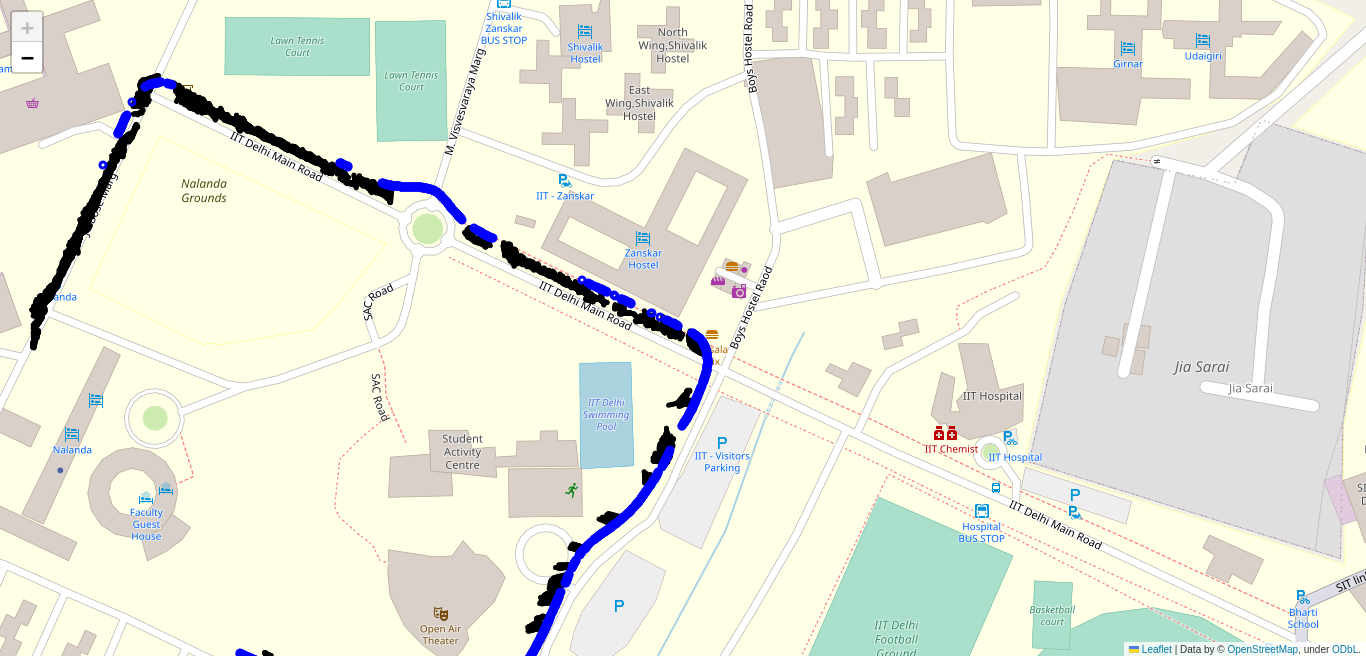 +
−
Lawn Tennis
Court
Lawn Tennis
Court
Shivalik
Zanskar
BUS STOP
M. Visvesvaraya Marg
Shivalik
Hostel
North
Wing,Shivalik
Hostel
East
Wing,Shivalik
Hostel
Boys Hostel Road
Girnar
Udaigiri
IIT Delhi Main Road
Nalanda
Grounds
IIT - Zanskar
Zanskar
Hostel
Marg
anda
SAC Road
IIT Delhi Main Road
Boys Hostel Raod
SAC Road
IIT Delhi
Swimming
Pool
Jia Sarai
Jia Sarai
IIT Hospital
IIT Chemist
IIT Hospital
Student
Activity
Centre
IIT - Visitors
Parking
Nalanda
Faculty
Guest
House
Hospital
BUS STOP
IIT Delhi Main Road
P
P
P
Open Air
Theater
IIT Delhi
Football
Ground
Basketball
court
Bharti
School
Leaflet | Data by © OpenStreetMap, under ODbL.